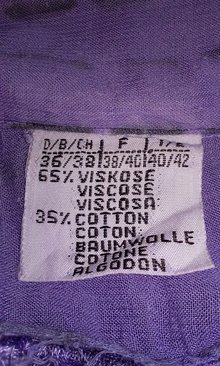 D/B/CH F I/E
36/38 38/40 40/42
65% VISKOSE
VISCOSE
VISCOSA
35% COTTON
COTON
BAUMWOLLE
COTONE
ALGODON